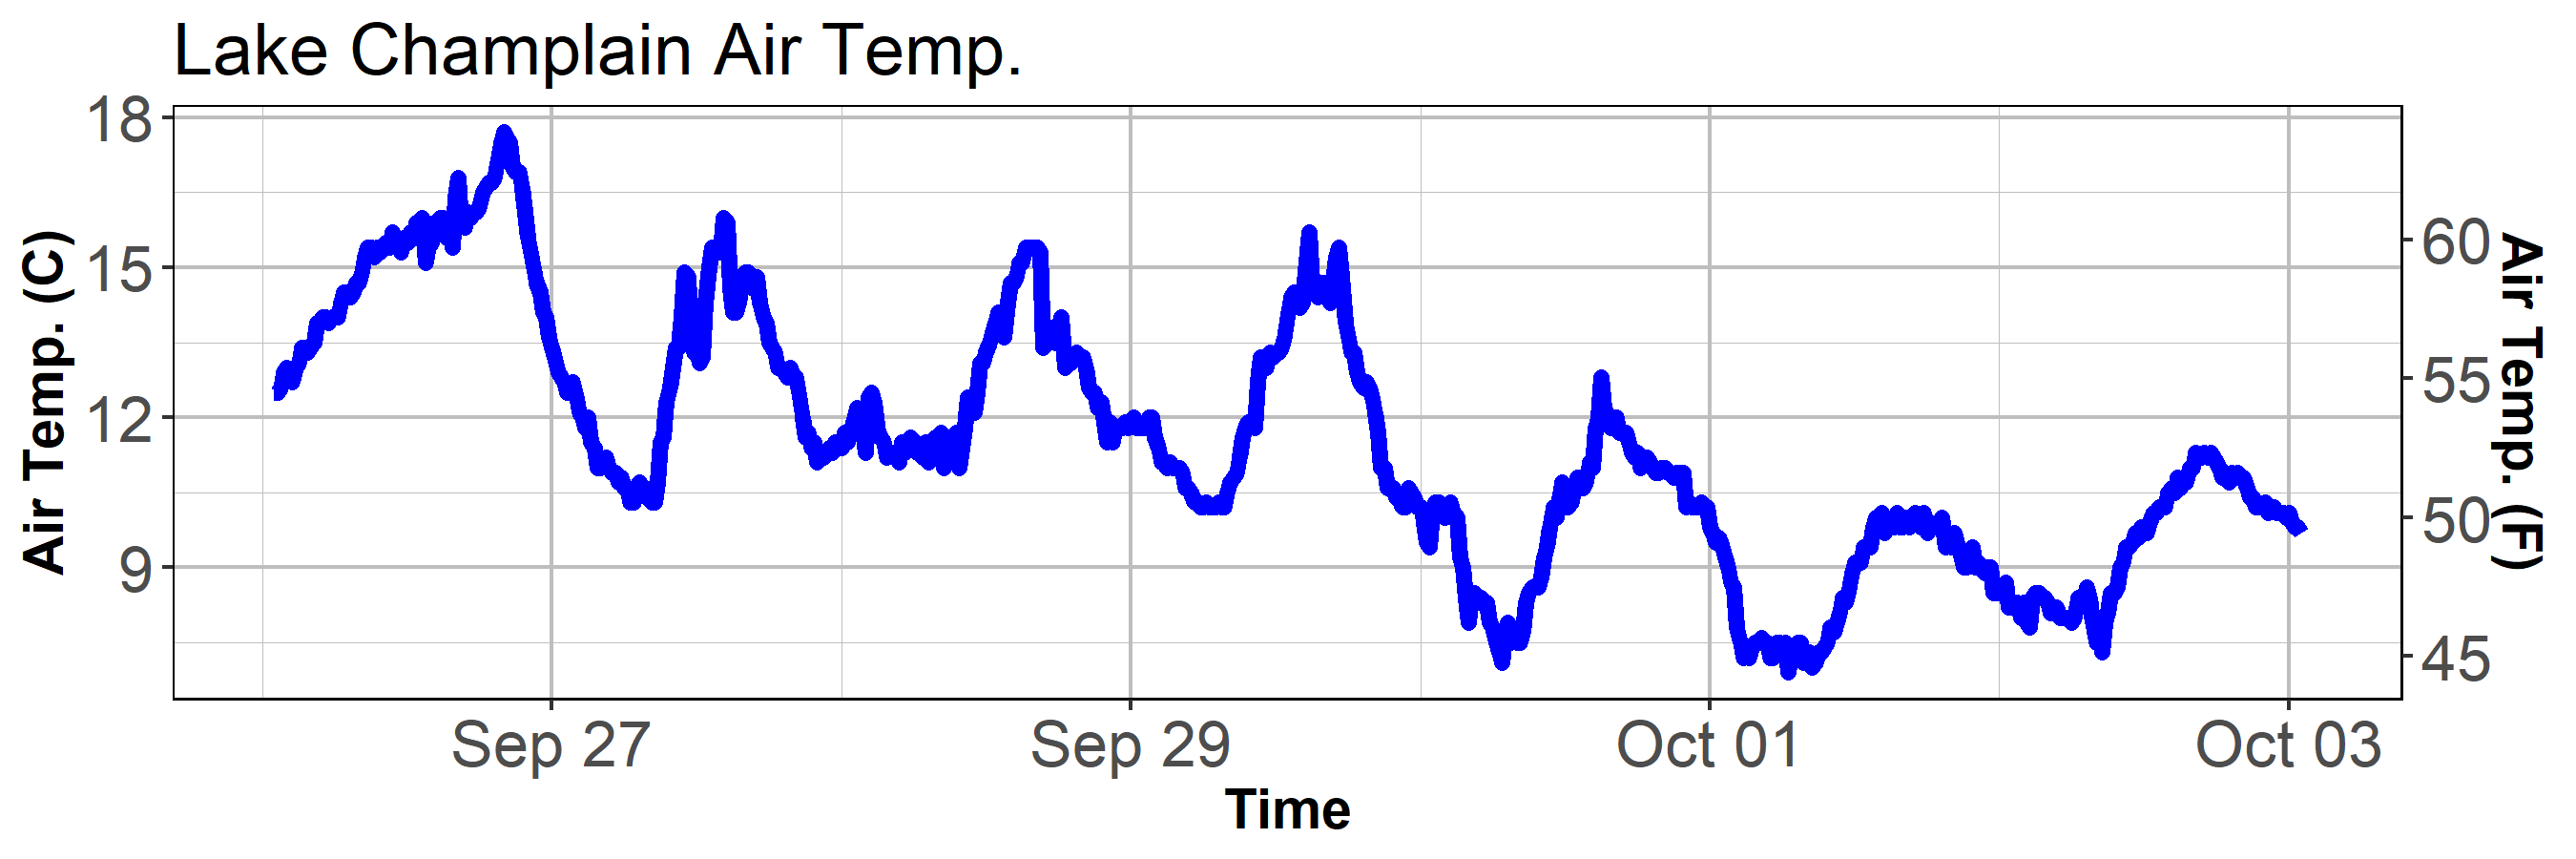 Lake Champlain Air Temp.
18
15
12
9
Air Temp. (C)
60
55
50
45
Air Temp. (F)
Sep 27
Sep 29
Oct 01
Oct 03
Time